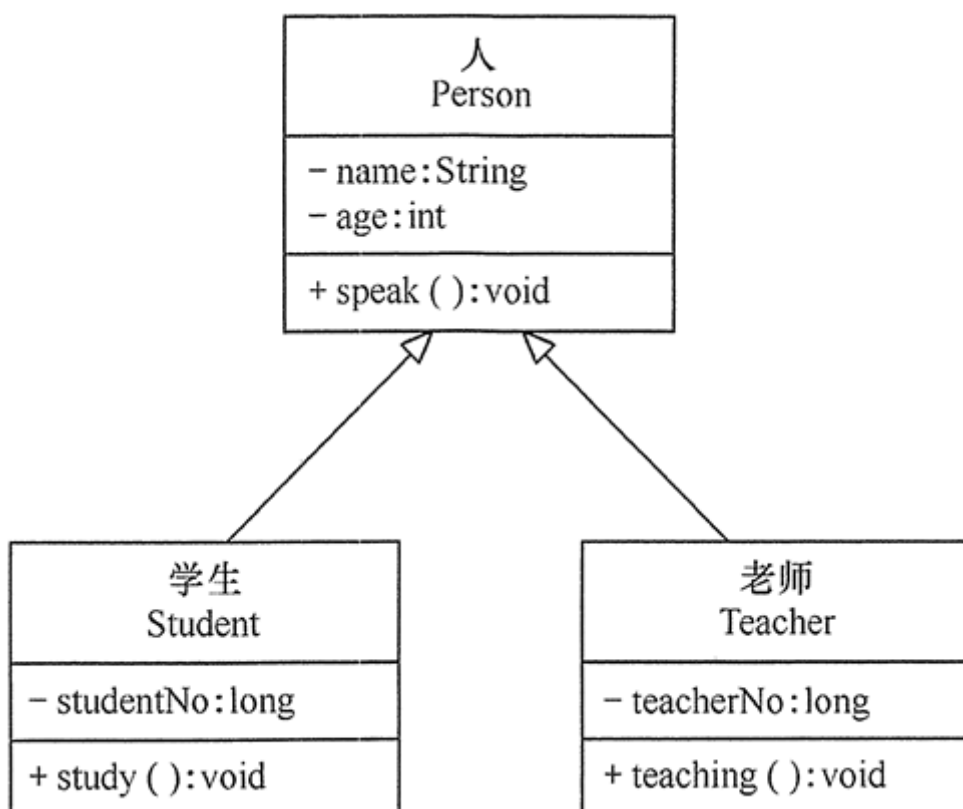 人
Person
- name:String
- age:int
+ speak ( ):void
学生
Student
- studentNo:long
+ study ( ):void
老师
Teacher
- teacherNo:long
+ teaching ( ):void